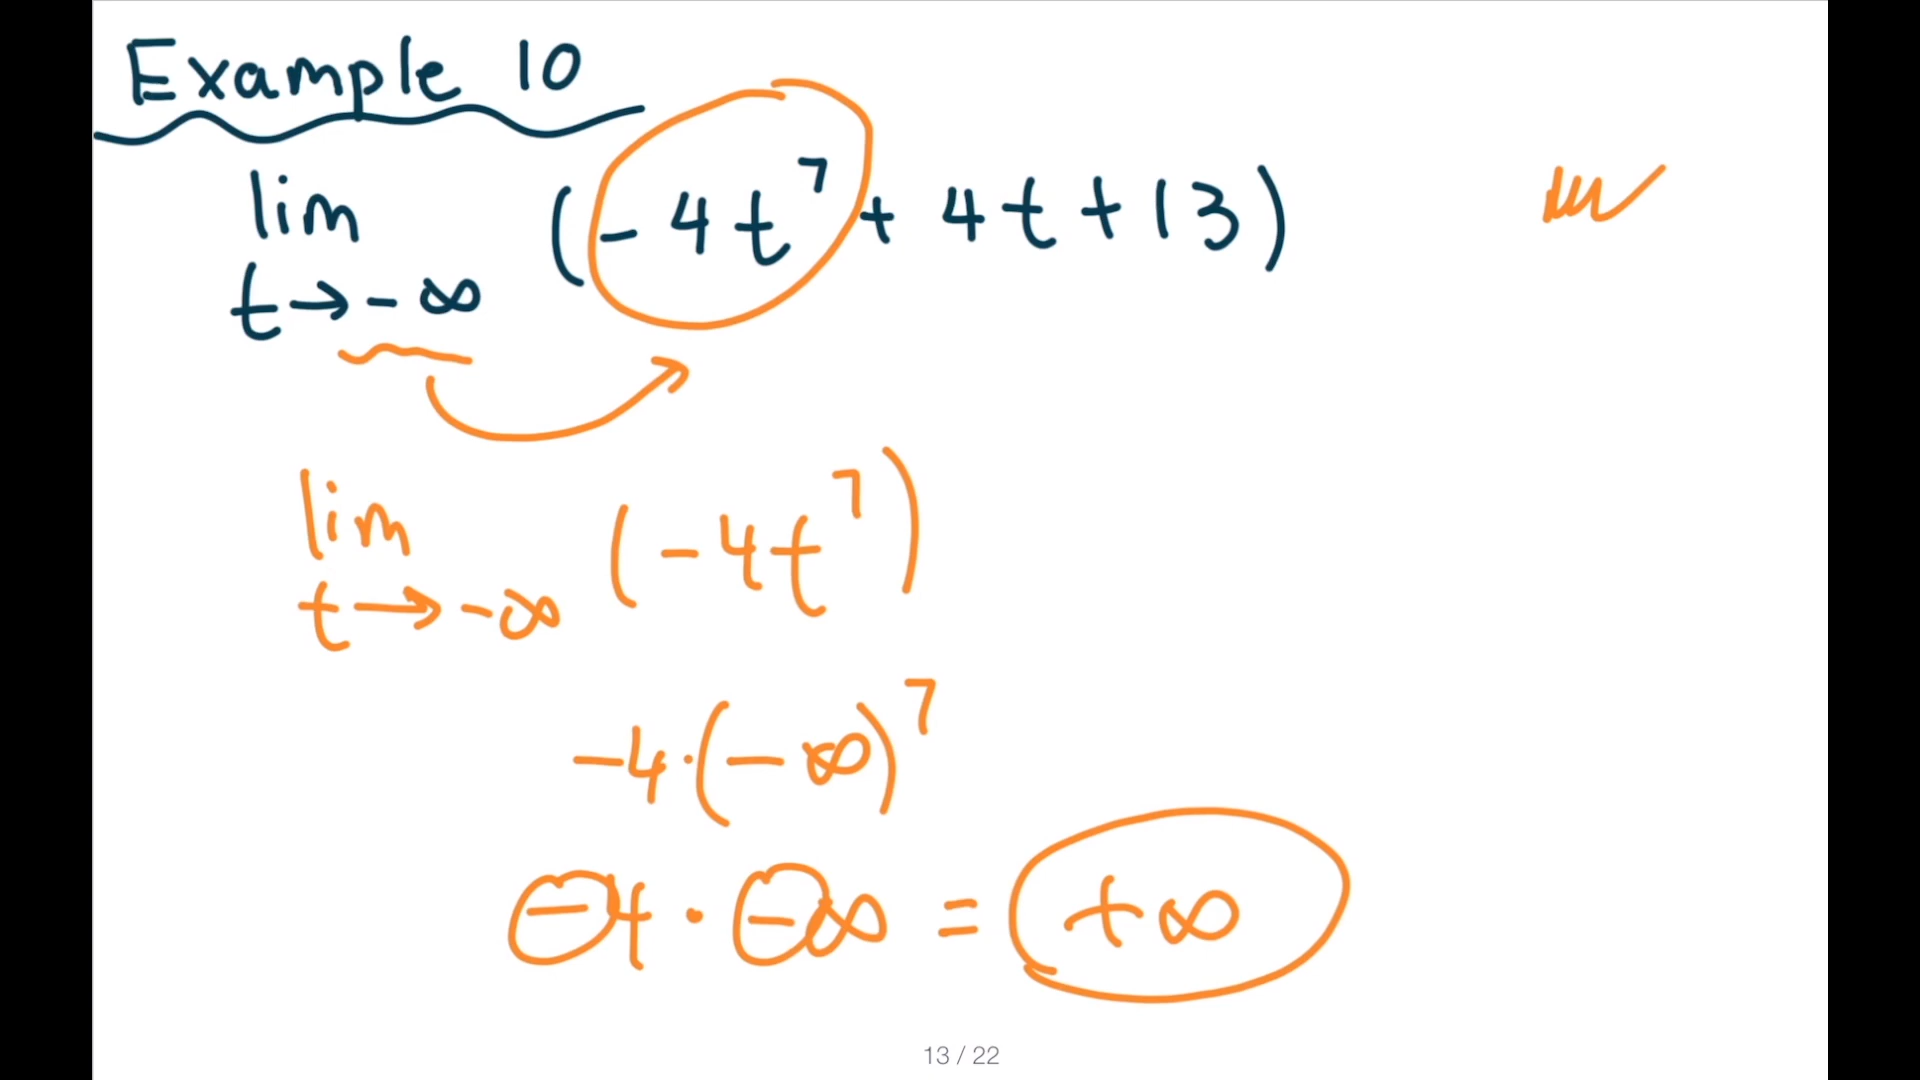 Example 10
lim (-4t⁷ + 4t + 13)
t → -∞
lim (-4t⁷)
t → -∞
-4·(-∞)⁷
-4 · -∞ = +∞
13 / 22